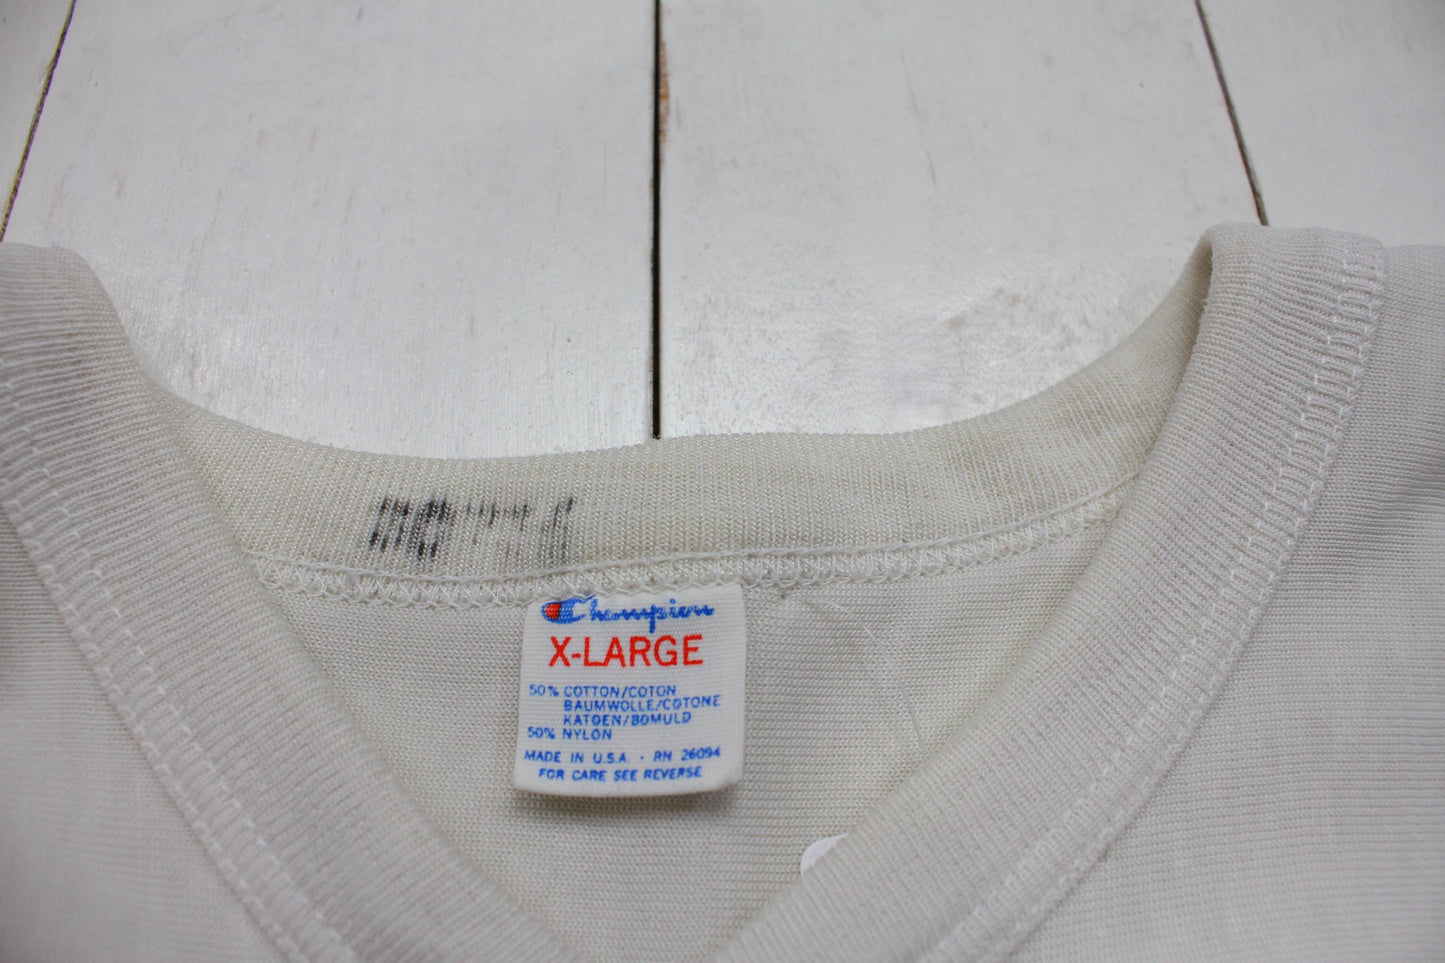 Champion
X-LARGE
50% COTTON/COTON
BAUMWOLLE/COTONE
KATOEN/BOMULD
50% NYLON
MADE IN U.S.A. · RN 26094
FOR CARE SEE REVERSE